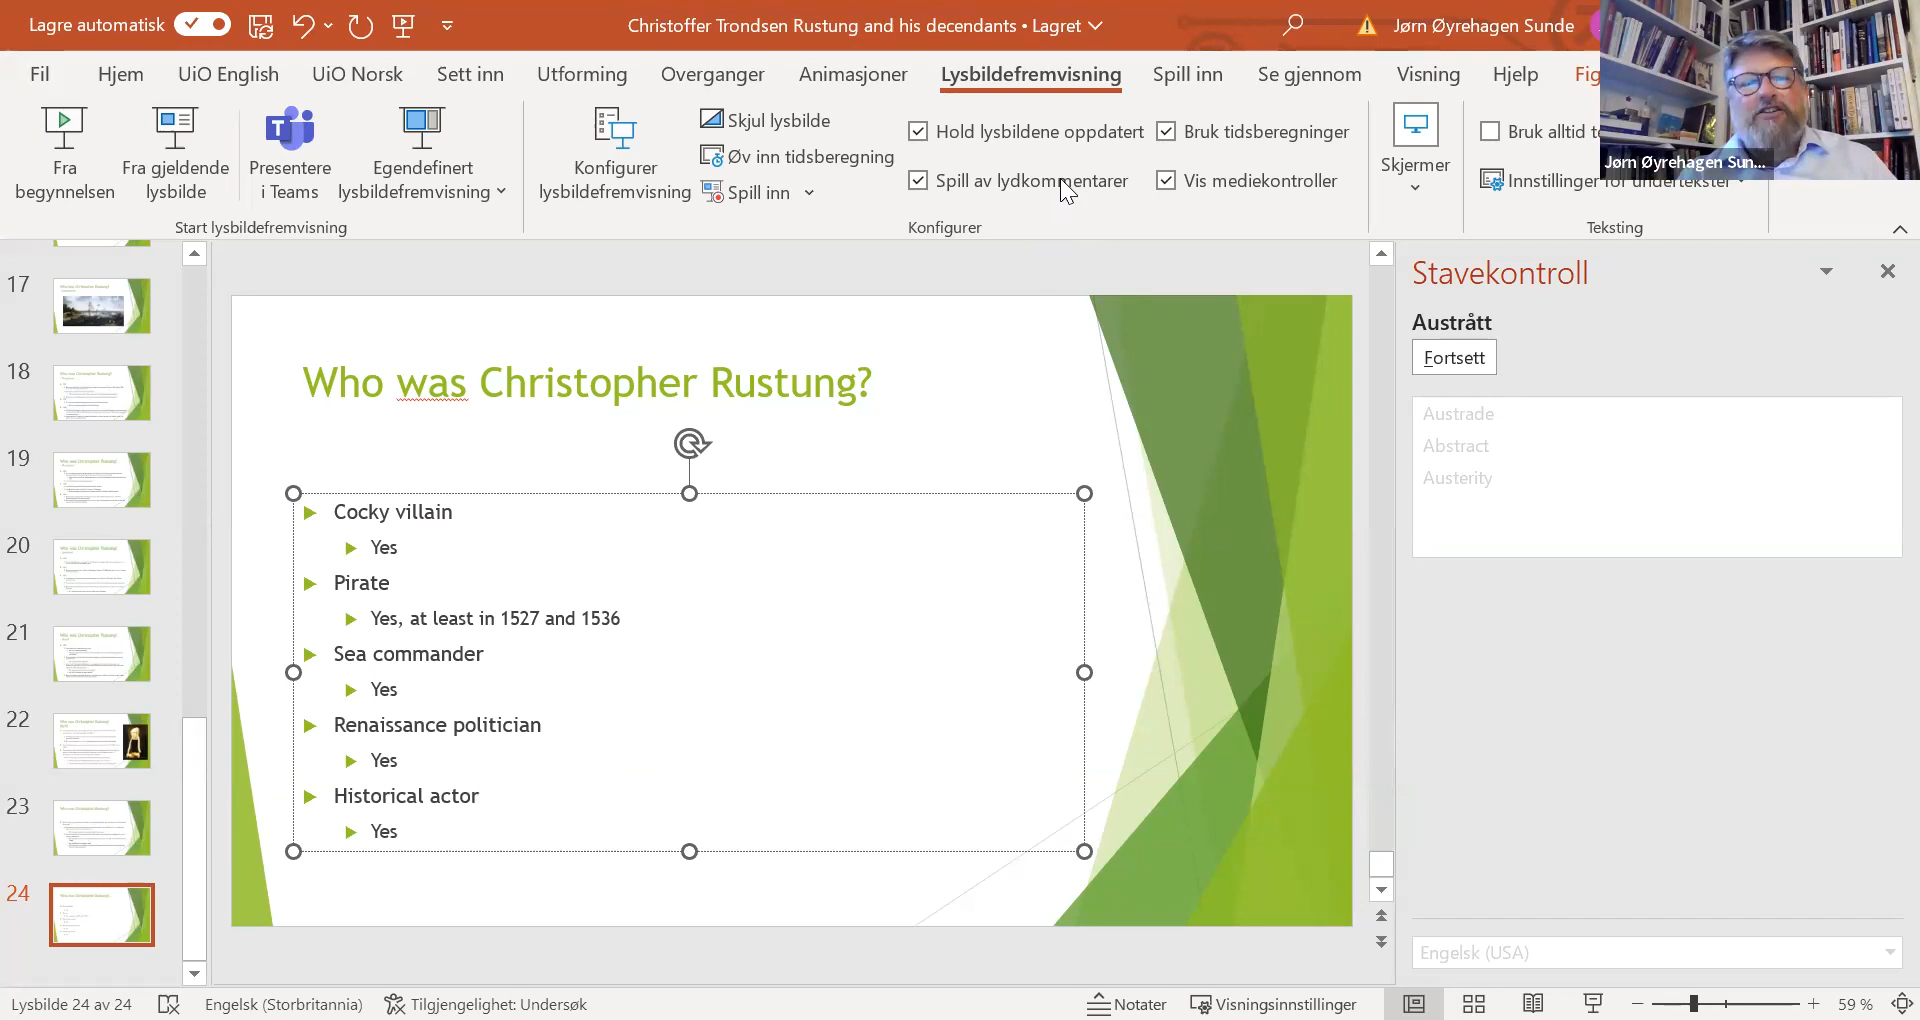 Lagre automatisk
Christoffer Trondsen Rustung and his decendants • Lagret
Jørn Øyrehagen Sunde
Fil
Hjem
UiO English
UiO Norsk
Sett inn
Utforming
Overganger
Animasjoner
Lysbildefremvisning
Spill inn
Se gjennom
Visning
Hjelp
Fig
Fra begynnelsen
Fra gjeldende lysbilde
Presentere i Teams
Egendefinert lysbildefremvisning
Konfigurer lysbildefremvisning
Skjul lysbilde
Øv inn tidsberegning
Spill inn
Hold lysbildene oppdatert
Spill av lydkommentarer
Bruk tidsberegninger
Vis mediekontroller
Skjermer
Bruk alltid
Innstillinger for undertekster
Jørn Øyrehagen Sun...
Start lysbildefremvisning
Konfigurer
Teksting
17
18
19
20
21
22
23
24
Who was Christopher Rustung?
Cocky villain
Yes
Pirate
Yes, at least in 1527 and 1536
Sea commander
Yes
Renaissance politician
Yes
Historical actor
Yes
Stavekontroll
Austrått
Fortsett
Austrade
Abstract
Austerity
Engelsk (USA)
Lysbilde 24 av 24
Engelsk (Storbritannia)
Tilgjengelighet: Undersøk
Notater
Visningsinnstillinger
59 %